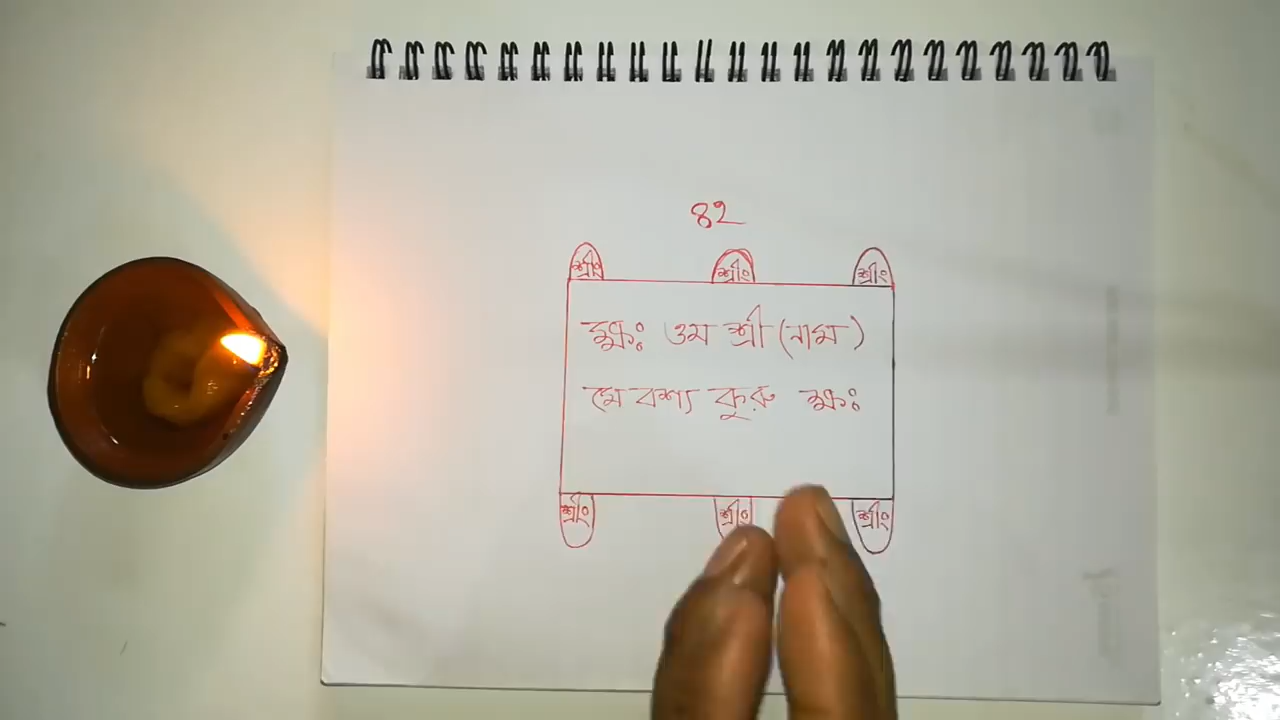 ৪২
শ্রীং শ্রীং শ্রীং
ক্ষঃ ওম শ্রী (নাম)
মে বশ্য কুরু ক্ষঃ
শ্রীং শ্রীং শ্রীং